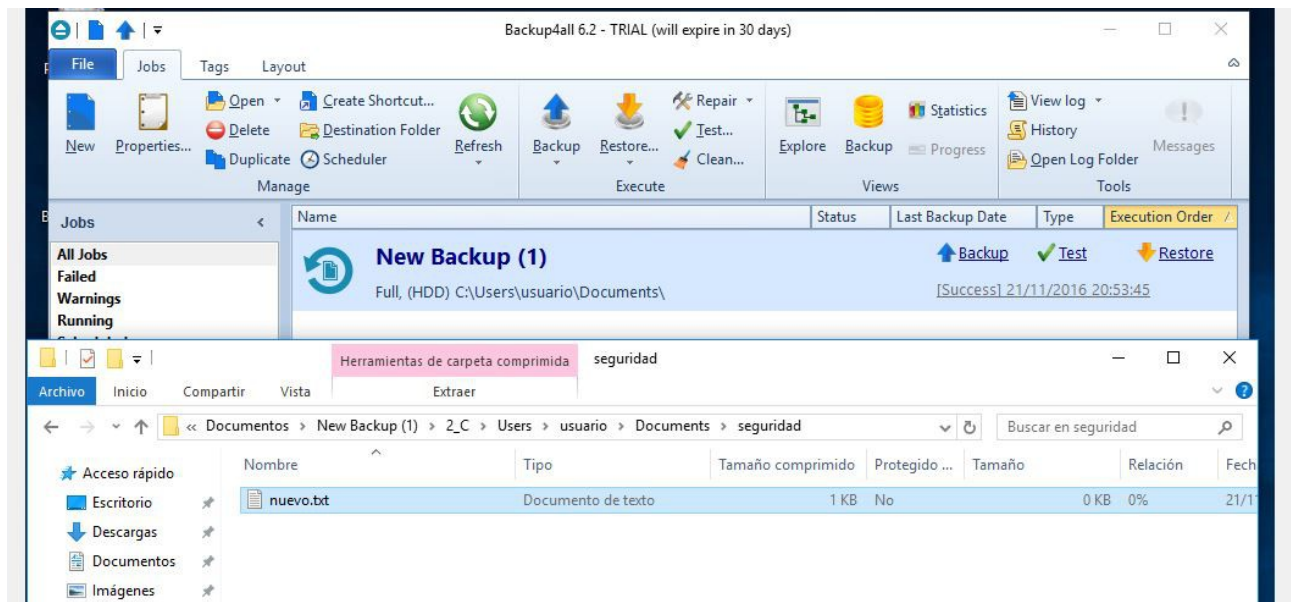 Backup4all 6.2 - TRIAL (will expire in 30 days)
File Jobs Tags Layout
New Properties... Open Delete Duplicate Create Shortcut... Destination Folder Scheduler Refresh Backup Restore... Repair Test... Clean... Explore Backup Statistics Progress View log History Open Log Folder Messages
Manage Execute Views Tools
Jobs < Name Status Last Backup Date Type Execution Order
All Jobs
Failed
Warnings
Running
New Backup (1) Backup Test Restore
Full, (HDD) C:\Users\usuario\Documents\ [Success] 21/11/2016 20:53:45
Herramientas de carpeta comprimida seguridad
Archivo Inicio Compartir Vista Extraer
« Documentos > New Backup (1) > 2_C > Users > usuario > Documents > seguridad Buscar en seguridad
Nombre Tipo Tamaño comprimido Protegido ... Tamaño Relación Fech
nuevo.txt Documento de texto 1 KB No 0 KB 0% 21/1
Acceso rápido
Escritorio
Descargas
Documentos
Imágenes